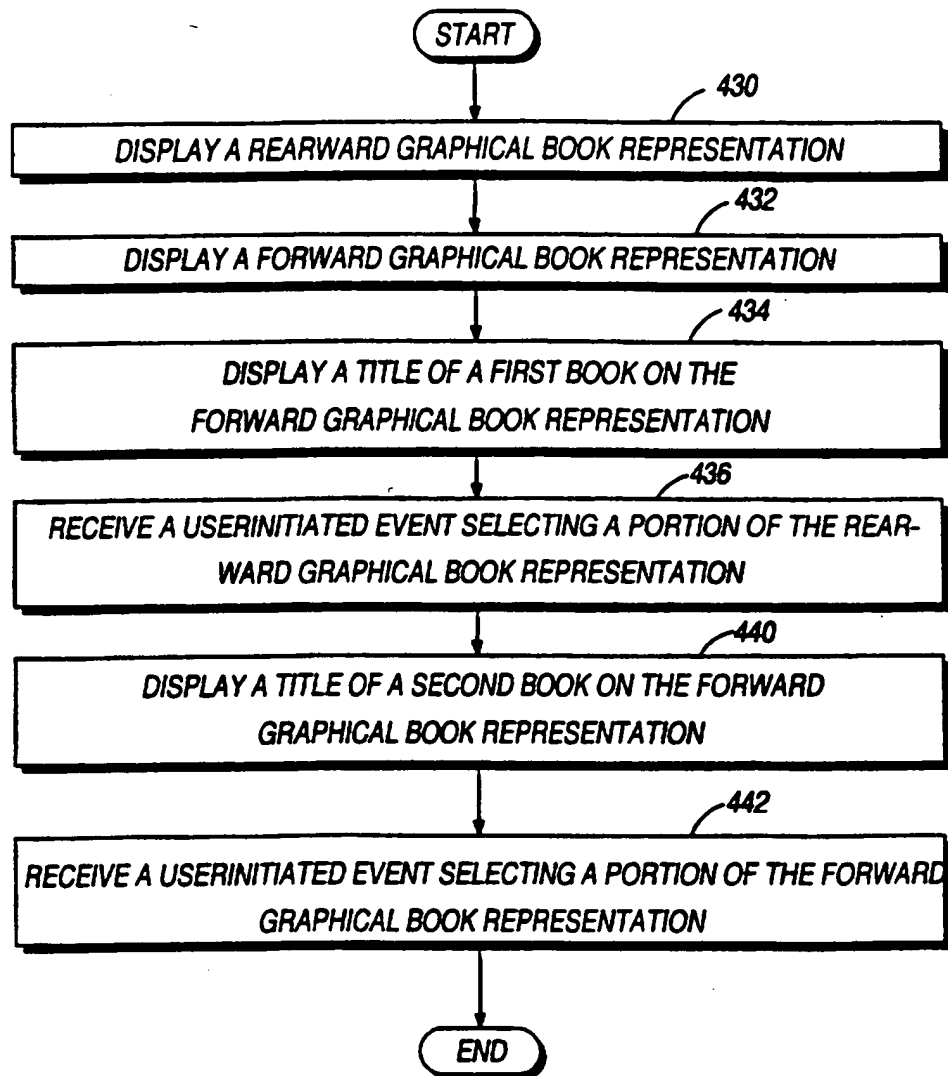 START
430
DISPLAY A REARWARD GRAPHICAL BOOK REPRESENTATION
432
DISPLAY A FORWARD GRAPHICAL BOOK REPRESENTATION
434
DISPLAY A TITLE OF A FIRST BOOK ON THE
FORWARD GRAPHICAL BOOK REPRESENTATION
436
RECEIVE A USERINITIATED EVENT SELECTING A PORTION OF THE REAR-
WARD GRAPHICAL BOOK REPRESENTATION
440
DISPLAY A TITLE OF A SECOND BOOK ON THE FORWARD
GRAPHICAL BOOK REPRESENTATION
442
RECEIVE A USERINITIATED EVENT SELECTING A PORTION OF THE FORWARD
GRAPHICAL BOOK REPRESENTATION
END